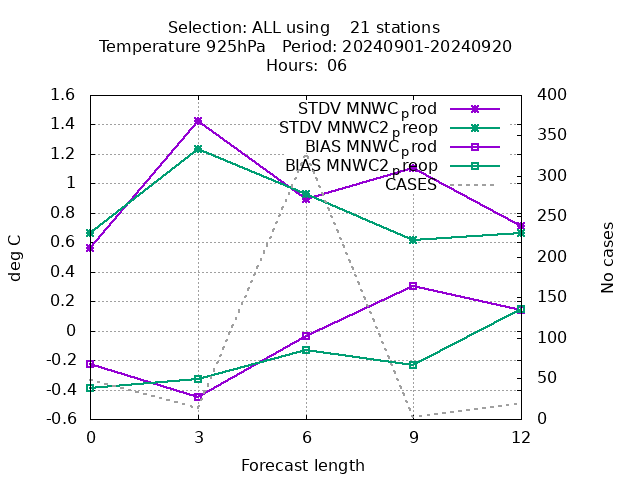 Selection: ALL using    21 stations
Temperature 925hPa   Period: 20240901-20240920
Hours: 06
STDV MNWC_prod
STDV MNWC2_preop
BIAS MNWC_prod
BIAS MNWC2_preop
CASES
deg C
1.6
1.4
1.2
1
0.8
0.6
0.4
0.2
0
-0.2
-0.4
-0.6
No cases
400
350
300
250
200
150
100
50
0
0 3 6 9 12
Forecast length